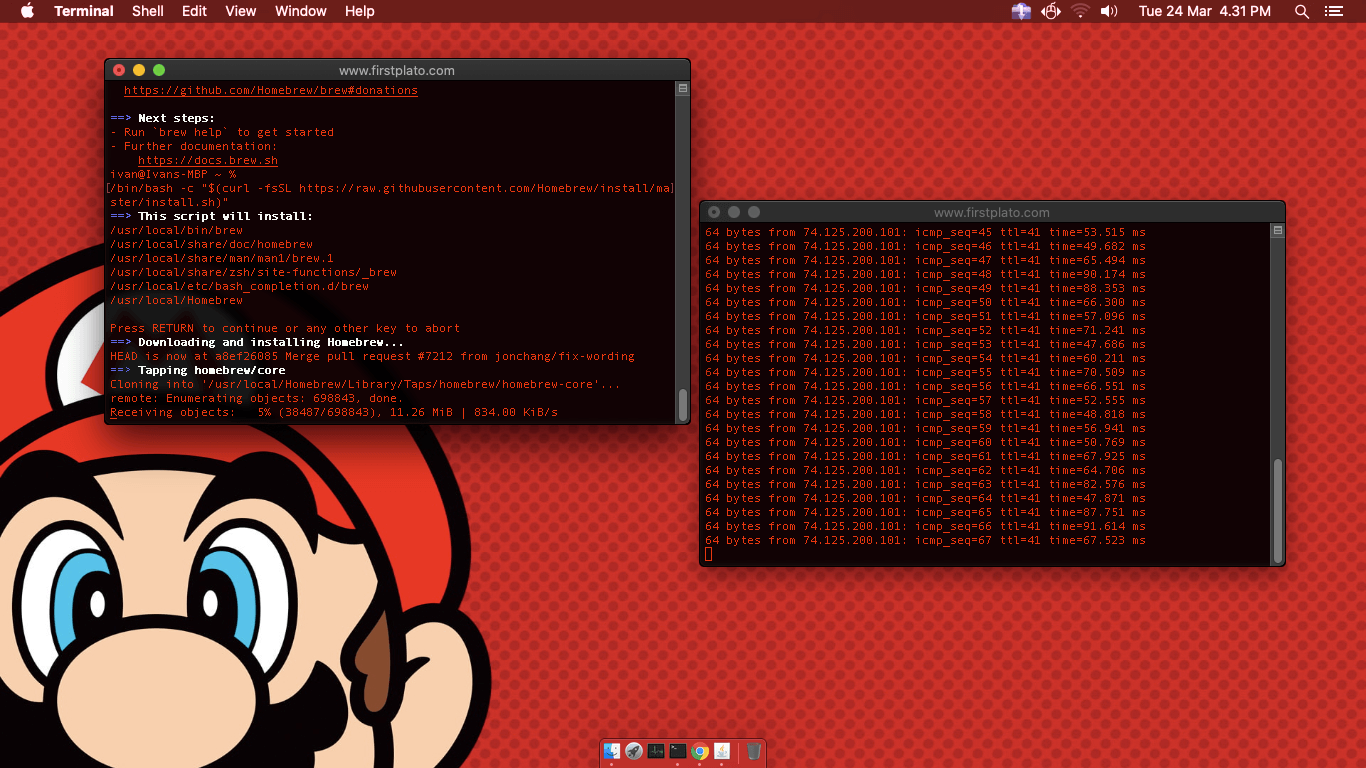 Terminal Shell Edit View Window Help Tue 24 Mar 4.31 PM
www.firstplato.com
https://github.com/Homebrew/brew#donations
==> Next steps:
- Run `brew help` to get started
- Further documentation:
https://docs.brew.sh
ivan@Ivans-MBP ~ %
[/bin/bash -c "$(curl -fsSL https://raw.githubusercontent.com/Homebrew/install/ma]
ster/install.sh)"
==> This script will install:
/usr/local/bin/brew
/usr/local/share/doc/homebrew
/usr/local/share/man/man1/brew.1
/usr/local/share/zsh/site-functions/_brew
/usr/local/etc/bash_completion.d/brew
/usr/local/Homebrew
Press RETURN to continue or any other key to abort
==> Downloading and installing Homebrew...
HEAD is now at a8ef26085 Merge pull request #7212 from jonchang/fix-wording
==> Tapping homebrew/core
Cloning into '/usr/local/Homebrew/Library/Taps/homebrew/homebrew-core'...
remote: Enumerating objects: 698843, done.
Receiving objects:   5% (38487/698843), 11.26 MiB | 834.00 KiB/s
www.firstplato.com
64 bytes from 74.125.200.101: icmp_seq=45 ttl=41 time=53.515 ms
64 bytes from 74.125.200.101: icmp_seq=46 ttl=41 time=49.682 ms
64 bytes from 74.125.200.101: icmp_seq=47 ttl=41 time=65.494 ms
64 bytes from 74.125.200.101: icmp_seq=48 ttl=41 time=90.174 ms
64 bytes from 74.125.200.101: icmp_seq=49 ttl=41 time=88.353 ms
64 bytes from 74.125.200.101: icmp_seq=50 ttl=41 time=66.300 ms
64 bytes from 74.125.200.101: icmp_seq=51 ttl=41 time=57.096 ms
64 bytes from 74.125.200.101: icmp_seq=52 ttl=41 time=71.241 ms
64 bytes from 74.125.200.101: icmp_seq=53 ttl=41 time=47.686 ms
64 bytes from 74.125.200.101: icmp_seq=54 ttl=41 time=60.211 ms
64 bytes from 74.125.200.101: icmp_seq=55 ttl=41 time=70.509 ms
64 bytes from 74.125.200.101: icmp_seq=56 ttl=41 time=66.551 ms
64 bytes from 74.125.200.101: icmp_seq=57 ttl=41 time=52.555 ms
64 bytes from 74.125.200.101: icmp_seq=58 ttl=41 time=48.818 ms
64 bytes from 74.125.200.101: icmp_seq=59 ttl=41 time=56.941 ms
64 bytes from 74.125.200.101: icmp_seq=60 ttl=41 time=50.769 ms
64 bytes from 74.125.200.101: icmp_seq=61 ttl=41 time=67.925 ms
64 bytes from 74.125.200.101: icmp_seq=62 ttl=41 time=64.706 ms
64 bytes from 74.125.200.101: icmp_seq=63 ttl=41 time=82.576 ms
64 bytes from 74.125.200.101: icmp_seq=64 ttl=41 time=47.871 ms
64 bytes from 74.125.200.101: icmp_seq=65 ttl=41 time=87.751 ms
64 bytes from 74.125.200.101: icmp_seq=66 ttl=41 time=91.614 ms
64 bytes from 74.125.200.101: icmp_seq=67 ttl=41 time=67.523 ms